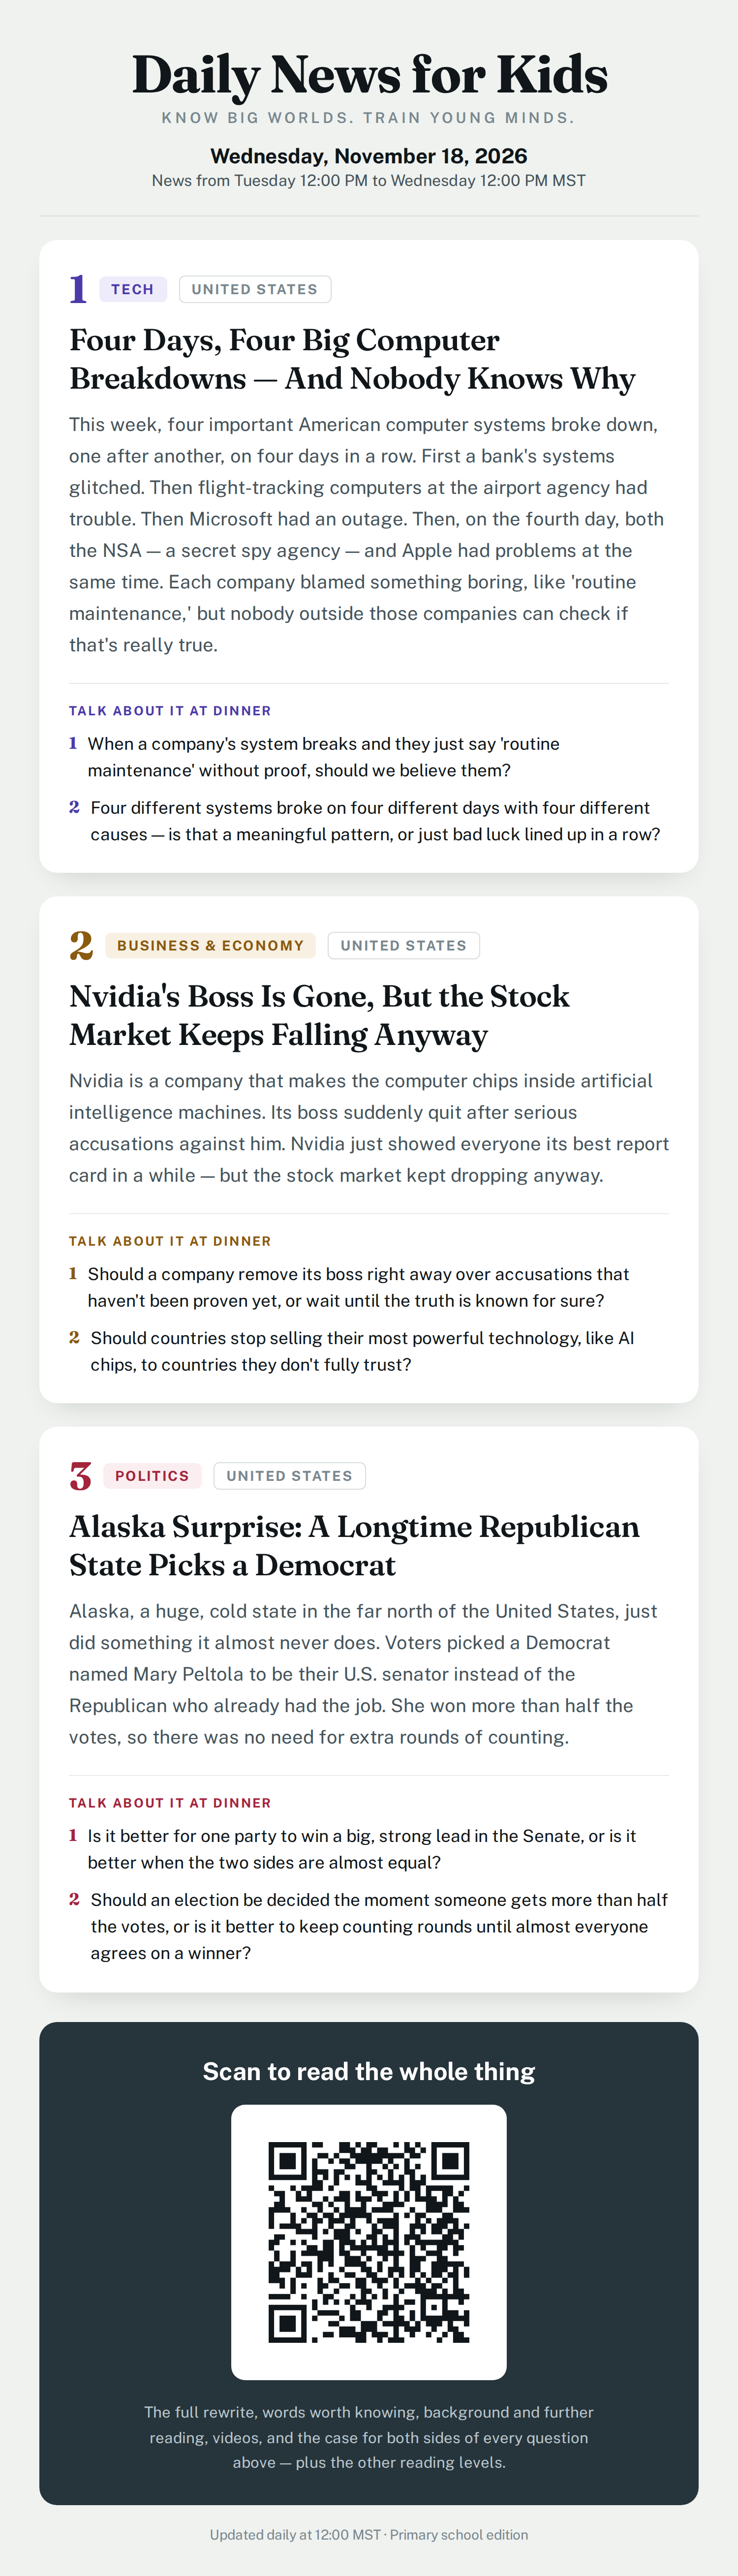 Daily News for Kids
KNOW BIG WORLDS. TRAIN YOUNG MINDS.
Wednesday, November 18, 2026
News from Tuesday 12:00 PM to Wednesday 12:00 PM MST
1 TECH UNITED STATES
Four Days, Four Big Computer
Breakdowns — And Nobody Knows Why
This week, four important American computer systems broke down,
one after another, on four days in a row. First a bank's systems
glitched. Then flight-tracking computers at the airport agency had
trouble. Then Microsoft had an outage. Then, on the fourth day, both
the NSA — a secret spy agency — and Apple had problems at the
same time. Each company blamed something boring, like 'routine
maintenance,' but nobody outside those companies can check if
that's really true.
TALK ABOUT IT AT DINNER
1 When a company's system breaks and they just say 'routine
maintenance' without proof, should we believe them?
2 Four different systems broke on four different days with four different
causes — is that a meaningful pattern, or just bad luck lined up in a row?
2 BUSINESS & ECONOMY UNITED STATES
Nvidia's Boss Is Gone, But the Stock
Market Keeps Falling Anyway
Nvidia is a company that makes the computer chips inside artificial
intelligence machines. Its boss suddenly quit after serious
accusations against him. Nvidia just showed everyone its best report
card in a while — but the stock market kept dropping anyway.
TALK ABOUT IT AT DINNER
1 Should a company remove its boss right away over accusations that
haven't been proven yet, or wait until the truth is known for sure?
2 Should countries stop selling their most powerful technology, like AI
chips, to countries they don't fully trust?
3 POLITICS UNITED STATES
Alaska Surprise: A Longtime Republican
State Picks a Democrat
Alaska, a huge, cold state in the far north of the United States, just
did something it almost never does. Voters picked a Democrat
named Mary Peltola to be their U.S. senator instead of the
Republican who already had the job. She won more than half the
votes, so there was no need for extra rounds of counting.
TALK ABOUT IT AT DINNER
1 Is it better for one party to win a big, strong lead in the Senate, or is it
better when the two sides are almost equal?
2 Should an election be decided the moment someone gets more than half
the votes, or is it better to keep counting rounds until almost everyone
agrees on a winner?
Scan to read the whole thing
The full rewrite, words worth knowing, background and further
reading, videos, and the case for both sides of every question
above — plus the other reading levels.
Updated daily at 12:00 MST · Primary school edition